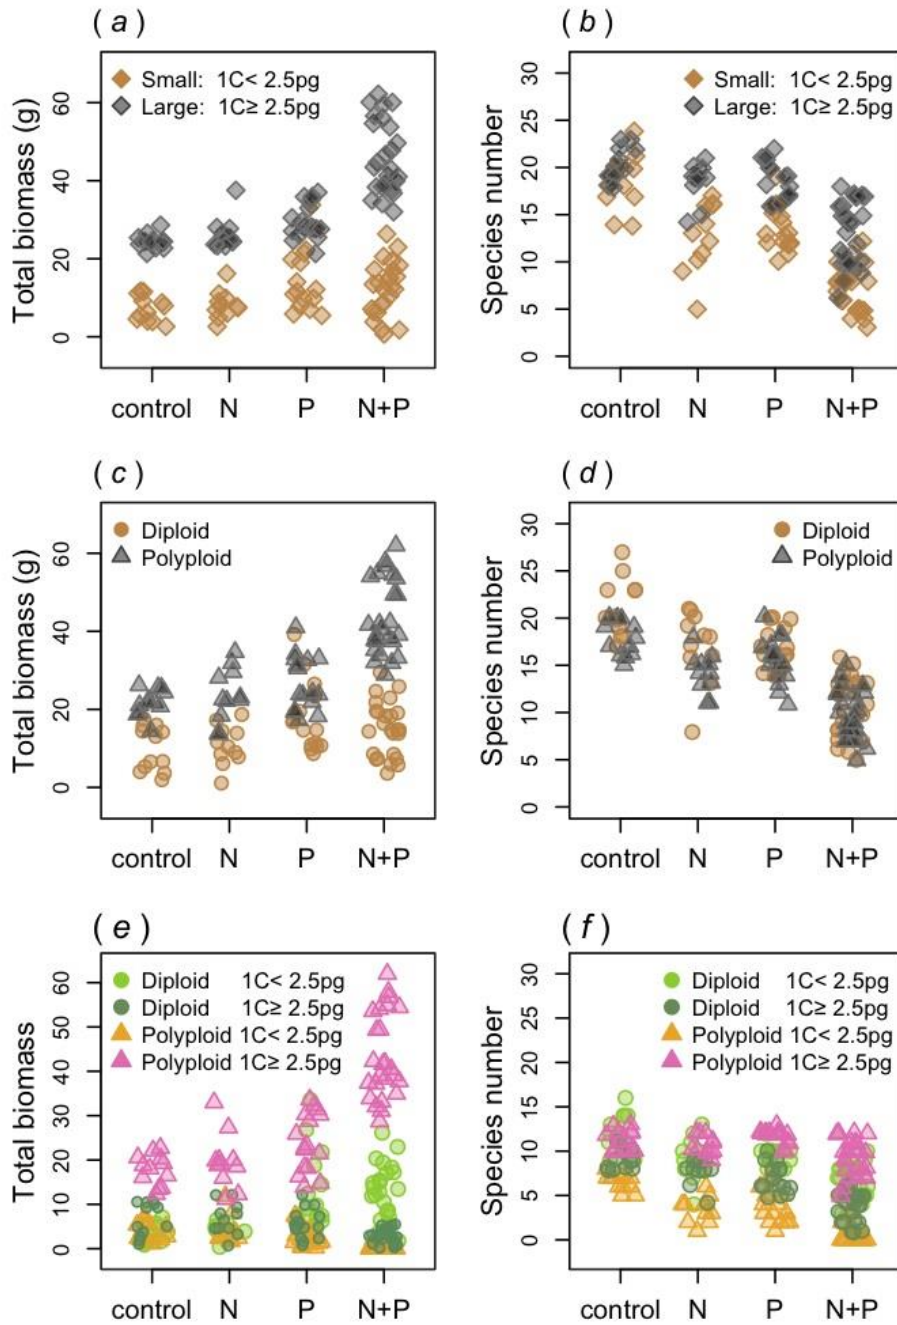 ( a )
Total biomass (g)
60
40
20
0
Small: 1C< 2.5pg
Large: 1C≥ 2.5pg
control N P N+P
( b )
Species number
30
25
20
15
10
5
0
Small: 1C< 2.5pg
Large: 1C≥ 2.5pg
control N P N+P
( c )
Total biomass (g)
60
40
20
0
Diploid
Polyploid
control N P N+P
( d )
Species number
30
25
20
15
10
5
0
Diploid
Polyploid
control N P N+P
( e )
Total biomass
60
50
40
30
20
10
0
Diploid 1C< 2.5pg
Diploid 1C≥ 2.5pg
Polyploid 1C< 2.5pg
Polyploid 1C≥ 2.5pg
control N P N+P
( f )
Species number
30
25
20
15
10
5
0
Diploid 1C< 2.5pg
Diploid 1C≥ 2.5pg
Polyploid 1C< 2.5pg
Polyploid 1C≥ 2.5pg
control N P N+P